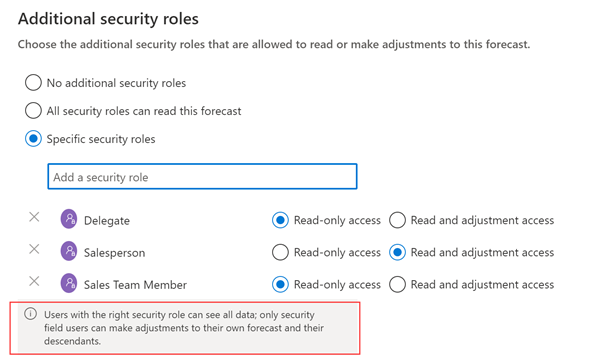 Additional security roles
Choose the additional security roles that are allowed to read or make adjustments to this forecast.
No additional security roles
All security roles can read this forecast
Specific security roles
Add a security role
Delegate Read-only access Read and adjustment access
Salesperson Read-only access Read and adjustment access
Sales Team Member Read-only access Read and adjustment access
Users with the right security role can see all data; only security
field users can make adjustments to their own forecast and their
descendants.